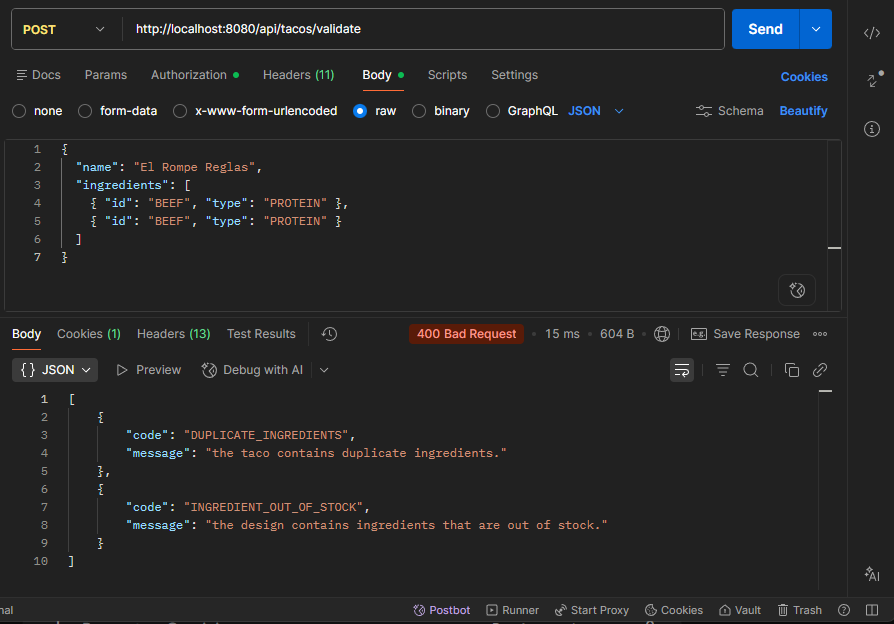 POST http://localhost:8080/api/tacos/validate Send
Docs Params Authorization Headers (11) Body Scripts Settings Cookies
none form-data x-www-form-urlencoded raw binary GraphQL JSON Schema Beautify
1 {
2 "name": "El Rompe Reglas",
3 "ingredients": [
4 { "id": "BEEF", "type": "PROTEIN" },
5 { "id": "BEEF", "type": "PROTEIN" }
6 ]
7 }
Body Cookies (1) Headers (13) Test Results 400 Bad Request • 15 ms • 604 B • e.g. Save Response
{} JSON Preview Debug with AI
1 [
2 {
3 "code": "DUPLICATE_INGREDIENTS",
4 "message": "the taco contains duplicate ingredients."
5 },
6 {
7 "code": "INGREDIENT_OUT_OF_STOCK",
8 "message": "the design contains ingredients that are out of stock."
9 }
10 ]
AI
nal Postbot Runner Start Proxy Cookies Vault Trash